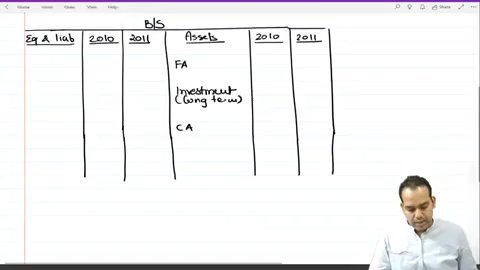 B/S
Eq & liab 2010 2011 Assets 2010 2011
FA
Investment
(long term)
CA